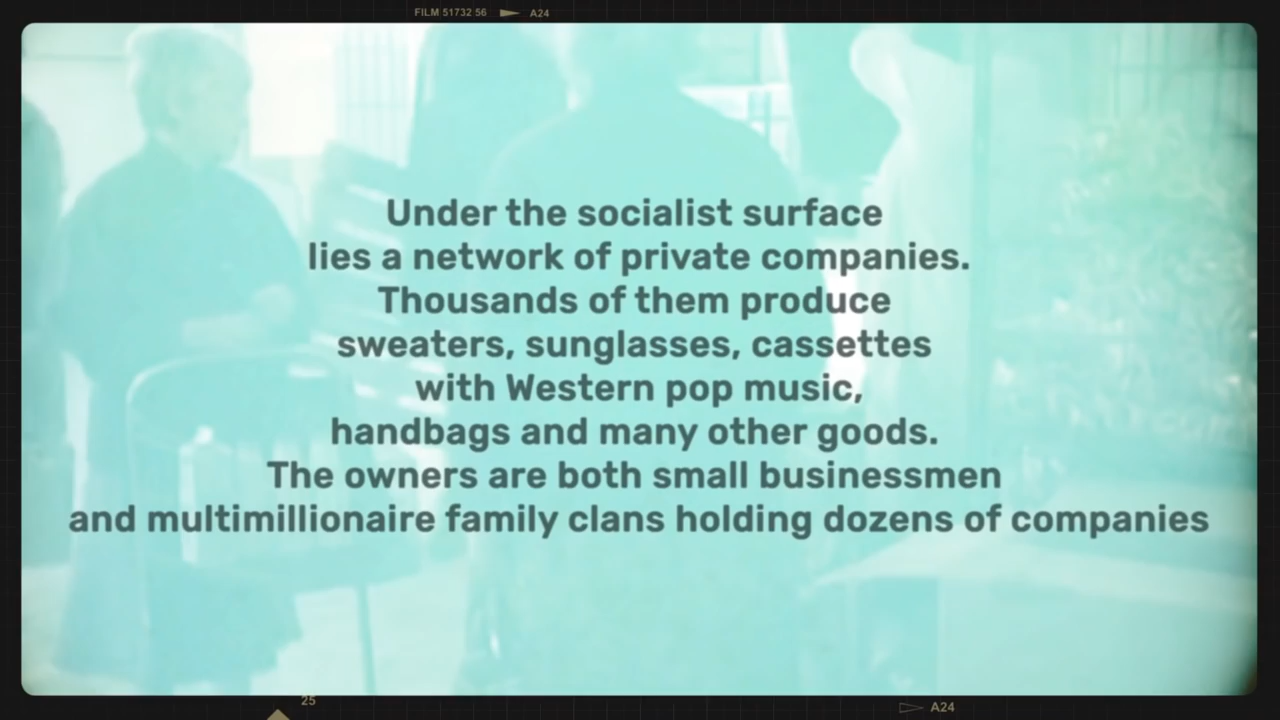 FILM 51732 56 A24
Under the socialist surface
lies a network of private companies.
Thousands of them produce
sweaters, sunglasses, cassettes
with Western pop music,
handbags and many other goods.
The owners are both small businessmen
and multimillionaire family clans holding dozens of companies
25
A24